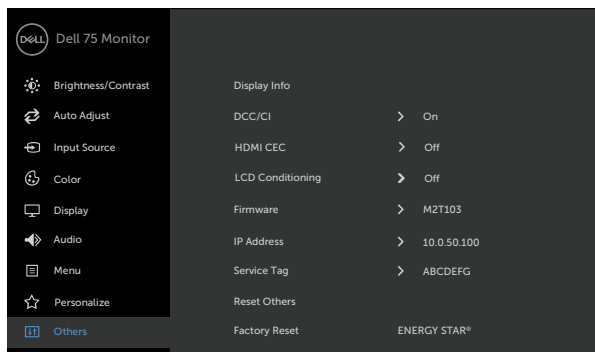 DELL Dell 75 Monitor
Brightness/Contrast Display Info
Auto Adjust DCC/CI On
Input Source HDMI CEC Off
Color LCD Conditioning Off
Display Firmware M2T103
Audio IP Address 10.0.50.100
Menu Service Tag ABCDEFG
Personalize Reset Others
Others Factory Reset ENERGY STAR®